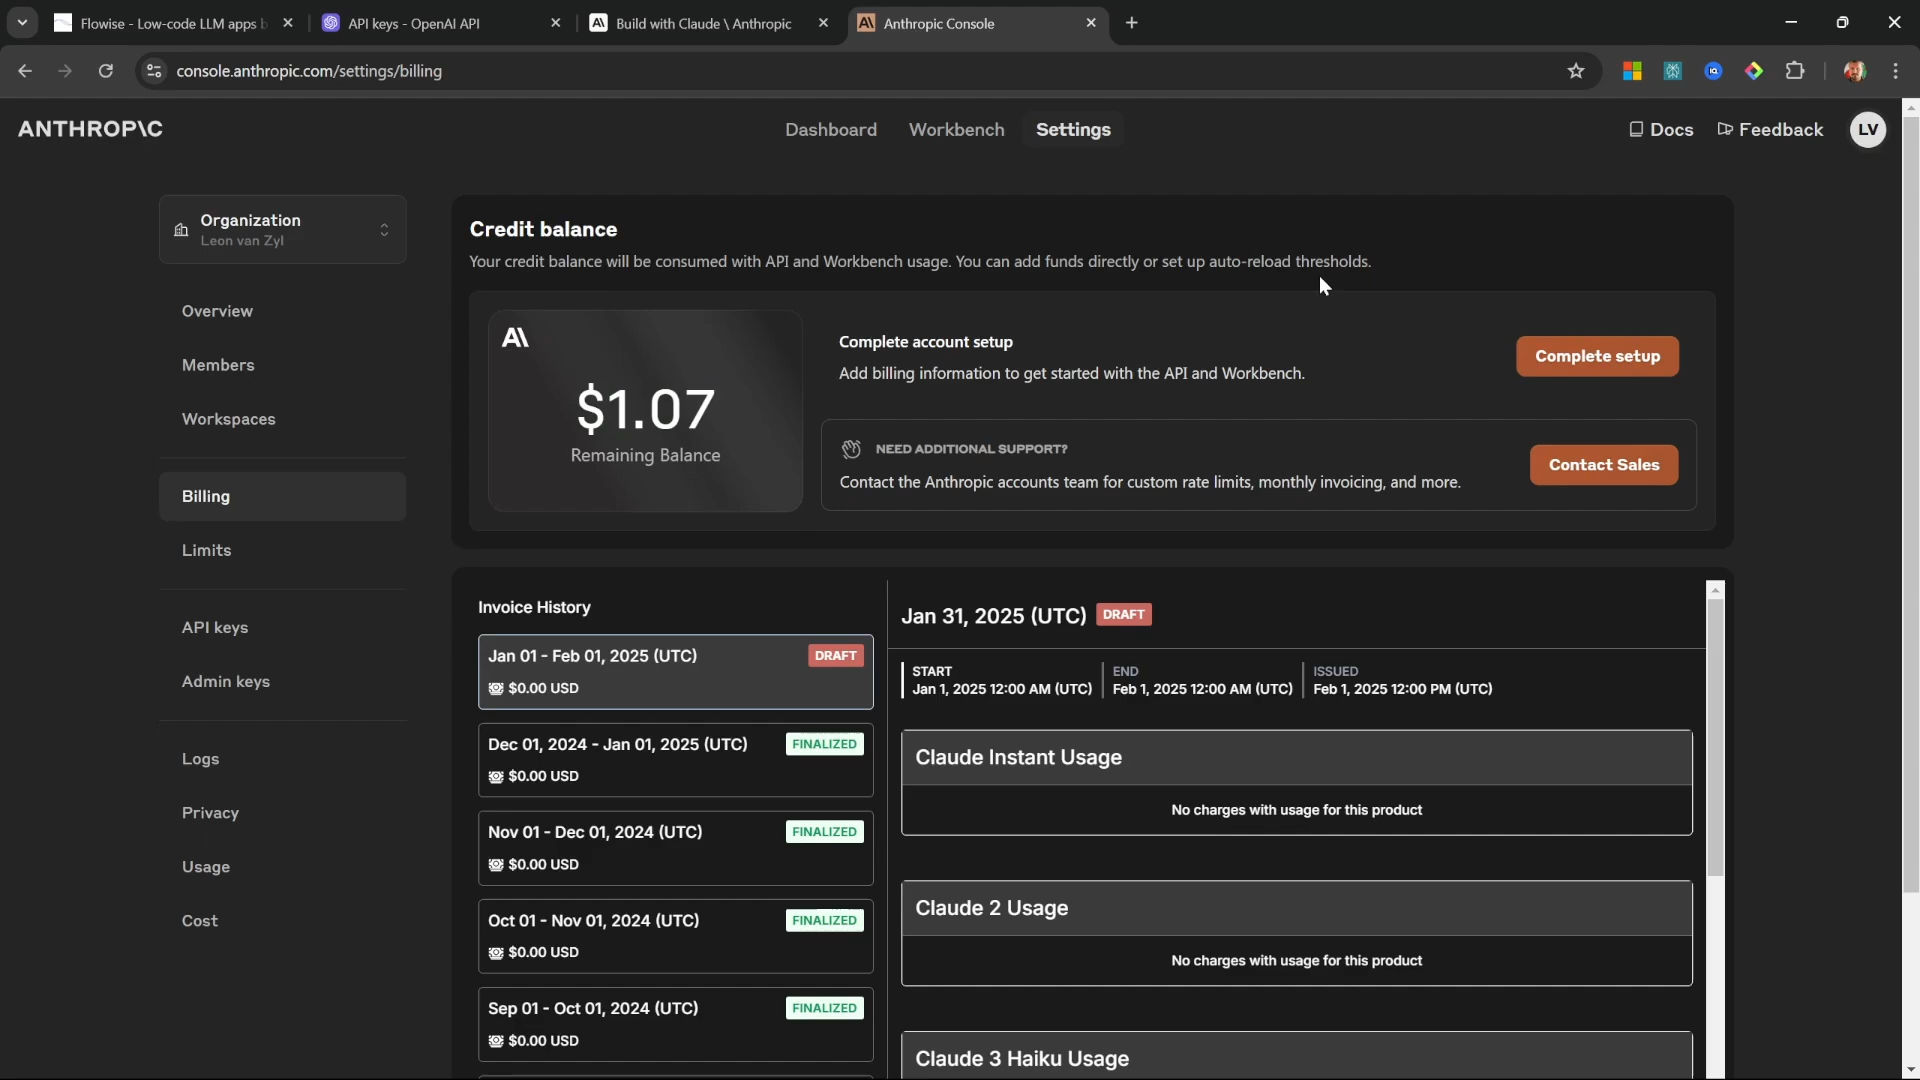 Flowise - Low-code LLM apps b
API keys - OpenAI API
Build with Claude \ Anthropic
Anthropic Console
console.anthropic.com/settings/billing
ANTHROP\C
Dashboard
Workbench
Settings
Docs
Feedback
LV
Organization
Leon van Zyl
Overview
Members
Workspaces
Billing
Limits
API keys
Admin keys
Logs
Privacy
Usage
Cost
Credit balance
Your credit balance will be consumed with API and Workbench usage. You can add funds directly or set up auto-reload thresholds.
A\
$1.07
Remaining Balance
Complete account setup
Add billing information to get started with the API and Workbench.
Complete setup
NEED ADDITIONAL SUPPORT?
Contact the Anthropic accounts team for custom rate limits, monthly invoicing, and more.
Contact Sales
Invoice History
Jan 01 - Feb 01, 2025 (UTC)
DRAFT
$0.00 USD
Dec 01, 2024 - Jan 01, 2025 (UTC)
FINALIZED
$0.00 USD
Nov 01 - Dec 01, 2024 (UTC)
FINALIZED
$0.00 USD
Oct 01 - Nov 01, 2024 (UTC)
FINALIZED
$0.00 USD
Sep 01 - Oct 01, 2024 (UTC)
FINALIZED
$0.00 USD
Jan 31, 2025 (UTC)
DRAFT
START
Jan 1, 2025 12:00 AM (UTC)
END
Feb 1, 2025 12:00 AM (UTC)
ISSUED
Feb 1, 2025 12:00 PM (UTC)
Claude Instant Usage
No charges with usage for this product
Claude 2 Usage
No charges with usage for this product
Claude 3 Haiku Usage